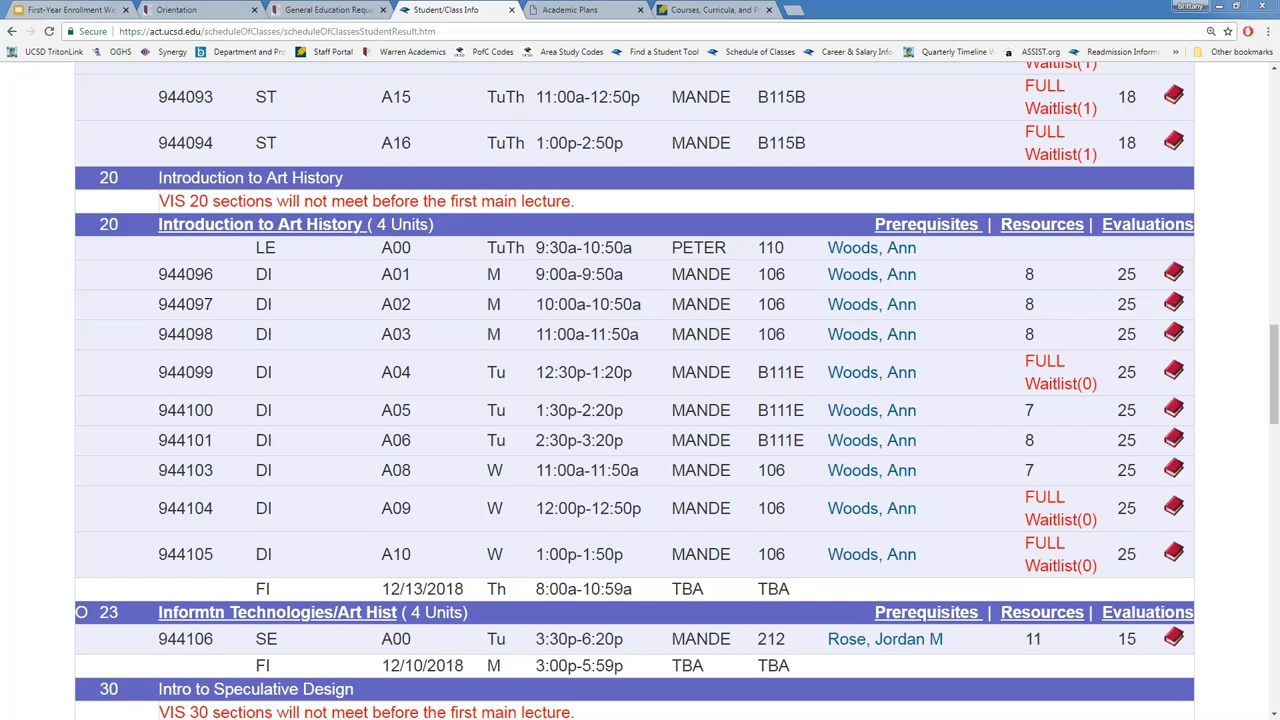 First-Year Enrollment We × Orientation × General Education Requi × Student/Class Info × Academic Plans × Courses, Curricula, and P × Brittany
Secure https://act.ucsd.edu/scheduleOfClasses/scheduleOfClassesStudentResult.htm
UCSD TritonLink OGHS Synergy Department and Pro Staff Portal Warren Academics PofC Codes Area Study Codes Find a Student Tool Schedule of Classes Career & Salary Info Quarterly Timeline ASSIST.org Readmission Inform » Other bookmarks
Waitlist(1)
944093 ST A15 TuTh 11:00a-12:50p MANDE B115B FULL Waitlist(1) 18
944094 ST A16 TuTh 1:00p-2:50p MANDE B115B FULL Waitlist(1) 18
20 Introduction to Art History
VIS 20 sections will not meet before the first main lecture.
20 Introduction to Art History ( 4 Units) Prerequisites | Resources | Evaluations
LE A00 TuTh 9:30a-10:50a PETER 110 Woods, Ann
944096 DI A01 M 9:00a-9:50a MANDE 106 Woods, Ann 8 25
944097 DI A02 M 10:00a-10:50a MANDE 106 Woods, Ann 8 25
944098 DI A03 M 11:00a-11:50a MANDE 106 Woods, Ann 8 25
944099 DI A04 Tu 12:30p-1:20p MANDE B111E Woods, Ann FULL Waitlist(0) 25
944100 DI A05 Tu 1:30p-2:20p MANDE B111E Woods, Ann 7 25
944101 DI A06 Tu 2:30p-3:20p MANDE B111E Woods, Ann 8 25
944103 DI A08 W 11:00a-11:50a MANDE 106 Woods, Ann 7 25
944104 DI A09 W 12:00p-12:50p MANDE 106 Woods, Ann FULL Waitlist(0) 25
944105 DI A10 W 1:00p-1:50p MANDE 106 Woods, Ann FULL Waitlist(0) 25
FI 12/13/2018 Th 8:00a-10:59a TBA TBA
O 23 Informtn Technologies/Art Hist ( 4 Units) Prerequisites | Resources | Evaluations
944106 SE A00 Tu 3:30p-6:20p MANDE 212 Rose, Jordan M 11 15
FI 12/10/2018 M 3:00p-5:59p TBA TBA
30 Intro to Speculative Design
VIS 30 sections will not meet before the first main lecture.